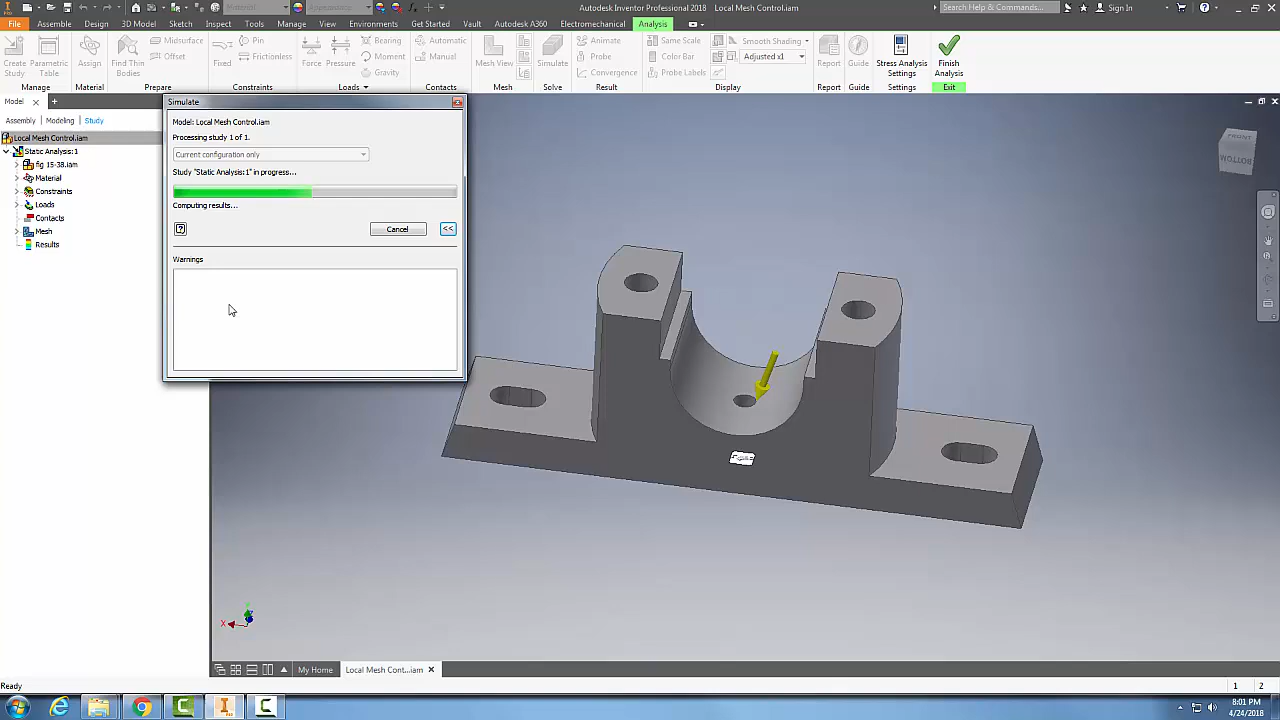 Autodesk Inventor Professional 2018 Local Mesh Control.iam
Search Help & Commands...
Sign In
File Assembly Design 3D Model Sketch Inspect Tools Manage View Environments Get Started Vault Autodesk A360 Electromechanical Analysis
Create Study
Parametric Table
Manage
Assign
Material
Find Thin Bodies
Midsurface
Offset
Prepare
Fixed
Pin
Frictionless
Constraints
Force
Pressure
Bearing
Moment
Gravity
Loads
Automatic
Manual
Contacts
Mesh View
Mesh
Simulate
Solve
Animate
Probe
Convergence
Result
Same Scale
Color Bar
Probe Labels
Smooth Shading
Adjusted x1
Display
Report
Report
Guide
Guide
Stress Analysis Settings
Settings
Finish Analysis
Exit
Model
Assembly Modeling Study
Local Mesh Control.iam
Static Analysis:1
fig 15-38.iam
Material
Constraints
Loads
Contacts
Mesh
Results
Simulate
Model: Local Mesh Control.iam
Processing study 1 of 1.
Current configuration only
Study "Static Analysis:1" in progress...
Computing results...
Cancel
<<
Warnings
FRONT
BOTTOM
X
My Home
Local Mesh Cont...iam
Ready
1 2
8:01 PM
4/24/2018